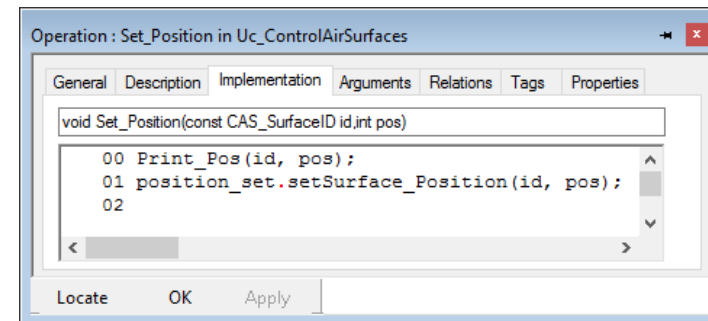 Operation : Set_Position in Uc_ControlAirSurfaces
x
General Description Implementation Arguments Relations Tags Properties
void Set_Position(const CAS_SurfaceID id,int pos)
00 Print_Pos(id, pos);
01 position_set.setSurface_Position(id, pos);
02
Locate OK Apply